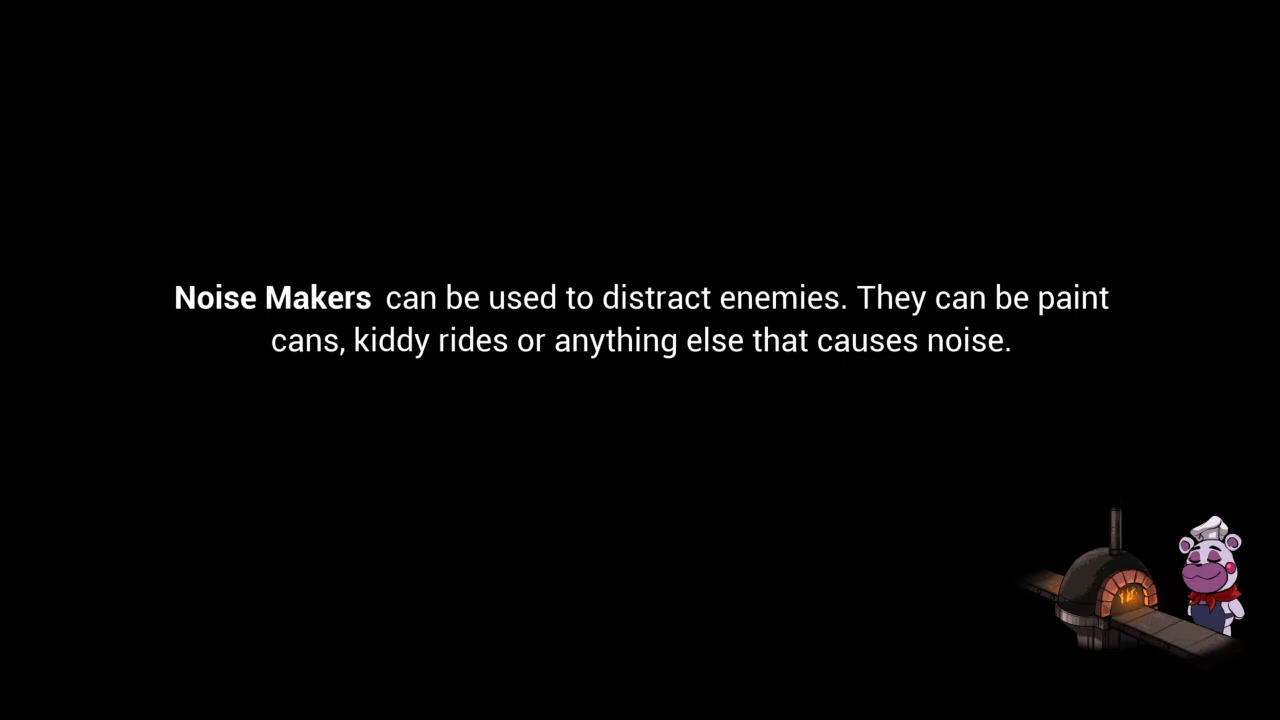 Noise Makers can be used to distract enemies. They can be paint
cans, kiddy rides or anything else that causes noise.